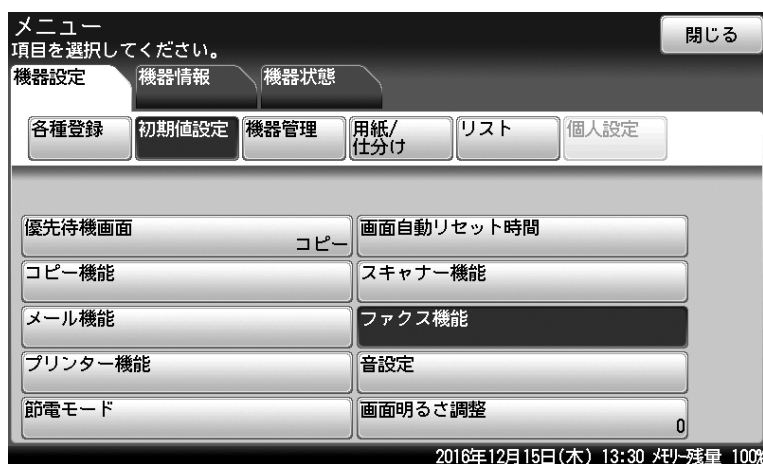 メニュー
項目を選択してください。
閉じる
機器設定 機器情報 機器状態
各種登録 初期値設定 機器管理 用紙/ リスト 個人設定
仕分け
優先待機画面 コピー 画面自動リセット時間
コピー機能 スキャナー機能
メール機能 ファクス機能
プリンター機能 音設定
節電モード 画面明るさ調整 0
2016年12月15日(木) 13:30 メモリー残量 100%